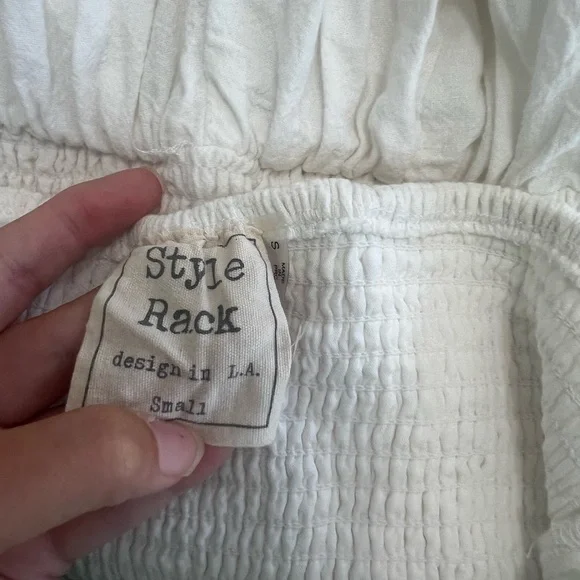 Style
Rack
design in L.A.
Small
S